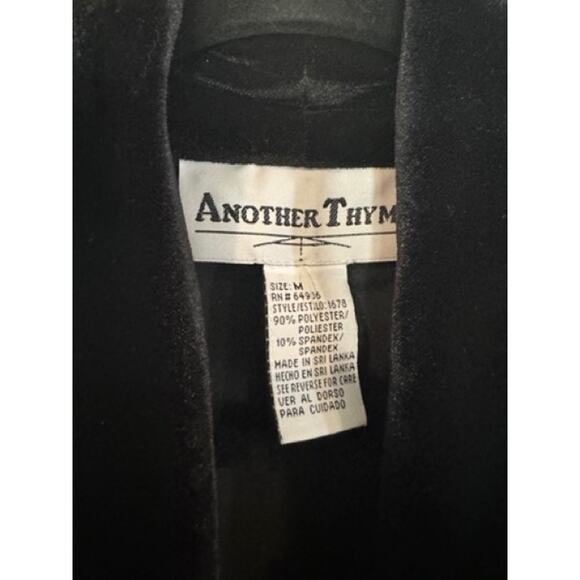 ANOTHER THYM
SIZE: M
RN# 64936
STYLE/ESTILO: 1678
90% POLYESTER/
POLIESTER
10% SPANDEX/
SPANDEX
MADE IN SRI LANKA
HECHO EN SRI LANKA
SEE REVERSE FOR CARE
VER AL DORSO
PARA CUIDADO